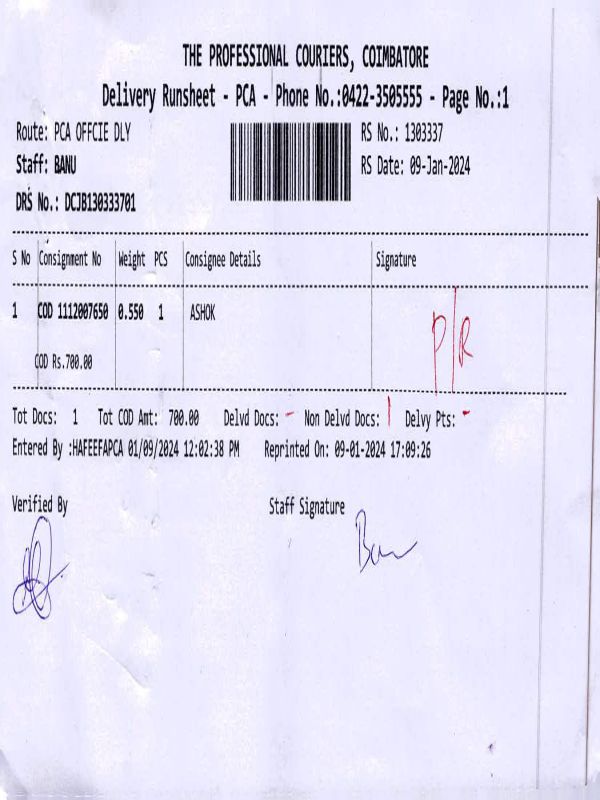 THE PROFESSIONAL COURIERS, COIMBATORE
Delivery Runsheet - PCA - Phone No.:0422-3505555 - Page No.:1
Route: PCA OFFCIE DLY
RS No.: 1303337
Staff: BANU
RS Date: 09-Jan-2024
DRS No.: DCJB130333701
S No Consignment No Weight PCS Consignee Details Signature
1 COD 1112007650 0.550 1 ASHOK P/R
COD Rs.700.00
Tot Docs: 1 Tot COD Amt: 700.00 Delvd Docs: - Non Delvd Docs: 1 Delvy Pts: -
Entered By :HAFEEFAPCA 01/09/2024 12:02:38 PM Reprinted On: 09-01-2024 17:09:26
Verified By Staff Signature